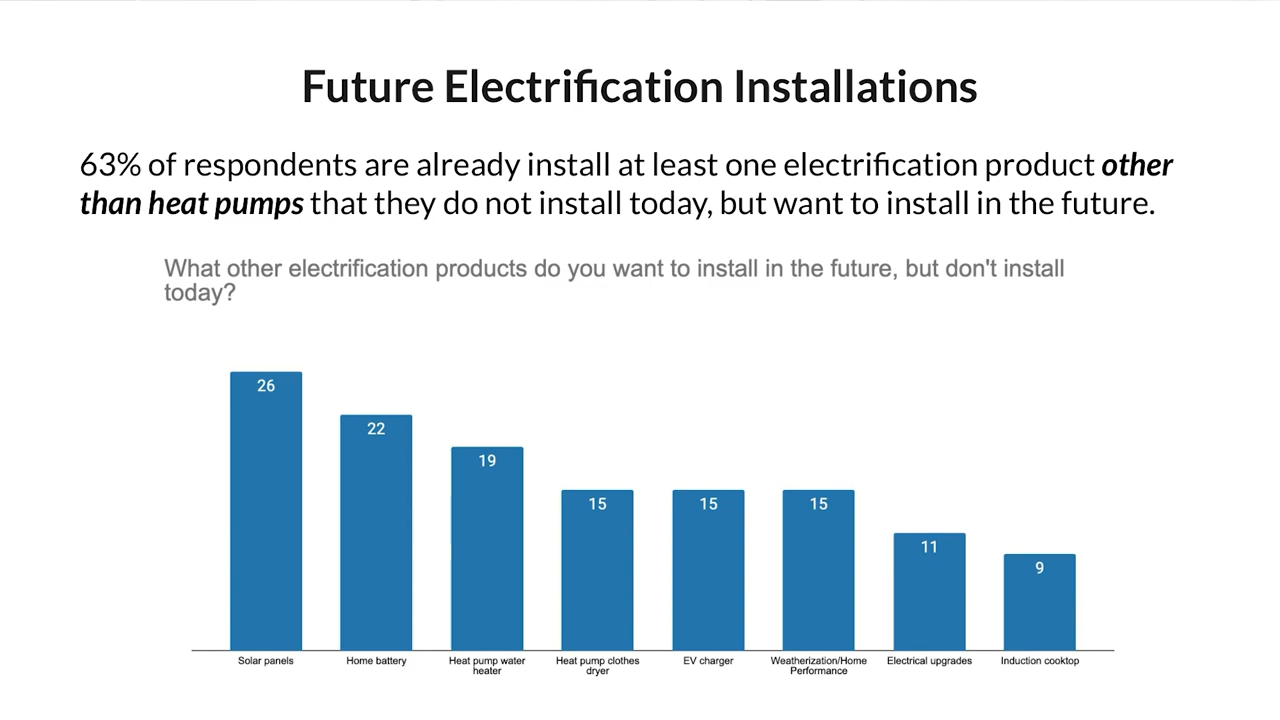 Future Electrification Installations
63% of respondents are already install at least one electrification product other
than heat pumps that they do not install today, but want to install in the future.
What other electrification products do you want to install in the future, but don't install
today?
26
22
19
15
15
15
11
9
Solar panels
Home battery
Heat pump water
heater
Heat pump clothes
dryer
EV charger
Weatherization/Home
Performance
Electrical upgrades
Induction cooktop